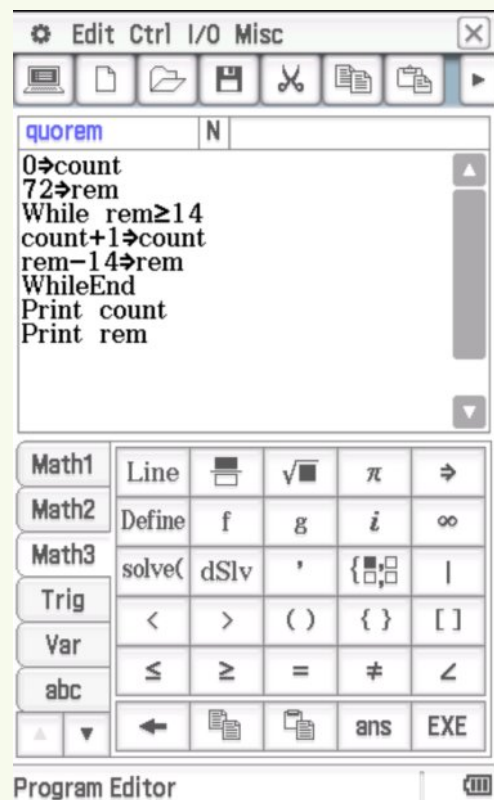 Edit Ctrl I/O Misc
quorem N
0⇒count
72⇒rem
While rem≥14
count+1⇒count
rem−14⇒rem
WhileEnd
Print count
Print rem
Math1 Line √■ π ⇒
Math2 Define f g i ∞
Math3 solve( dSlv ' {■;□ |
Trig < > ( ) { } [ ]
Var ≤ ≥ = ≠ ∠
abc
ans EXE
Program Editor